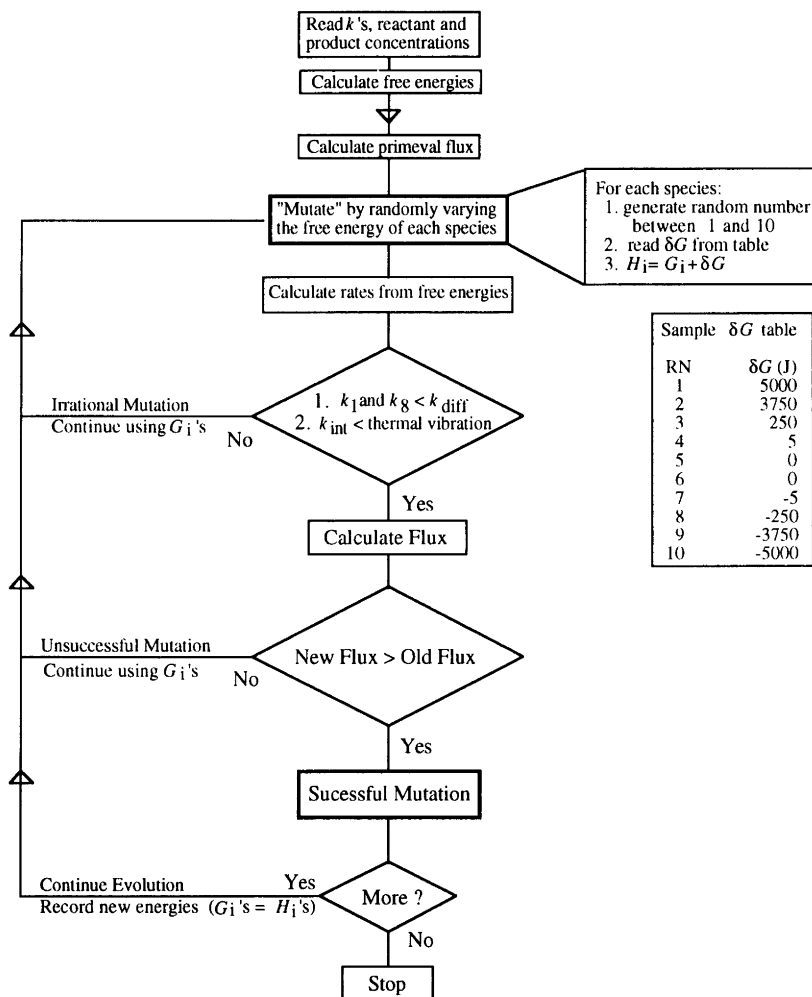 Read k's, reactant and
product concentrations
Calculate free energies
Calculate primeval flux
"Mutate" by randomly varying
the free energy of each species
For each species:
1. generate random number
between 1 and 10
2. read δG from table
3. Hi = Gi + δG
Calculate rates from free energies
Sample δG table
RN δG (J)
1 5000
2 3750
3 250
4 5
5 0
6 0
7 -5
8 -250
9 -3750
10 -5000
1. k1 and k8 < kdiff
2. kint < thermal vibration
Irrational Mutation
Continue using Gi's
No
Yes
Calculate Flux
New Flux > Old Flux
Unsuccessful Mutation
Continue using Gi's
No
Yes
Sucessful Mutation
More ?
Continue Evolution
Yes
Record new energies (Gi's = Hi's)
No
Stop